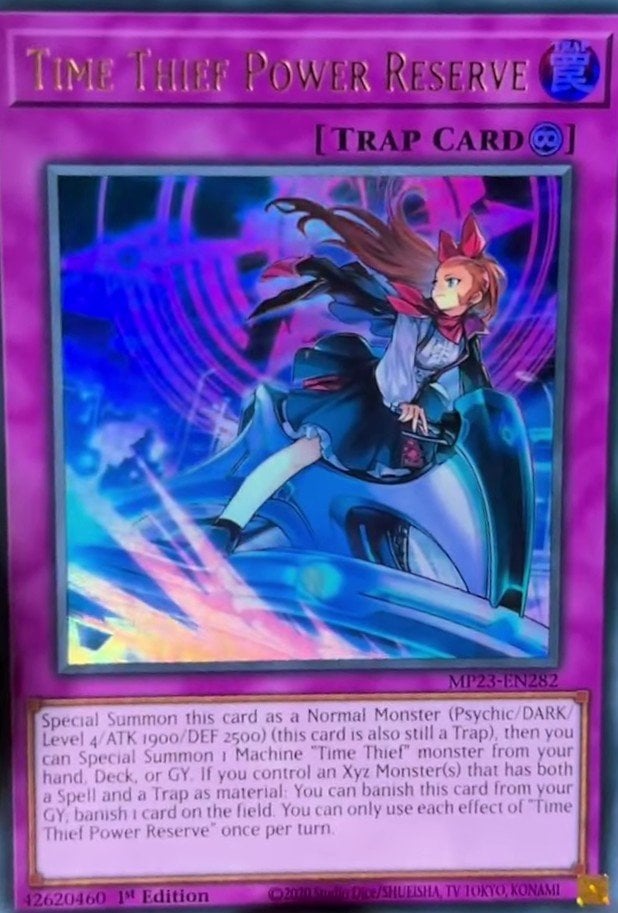 TIME THIEF POWER RESERVE
TRAP
罠
[TRAP CARD ]
MP23-EN282
Special Summon this card as a Normal Monster (Psychic/DARK/
Level 4/ATK 1900/DEF 2500) (this card is also still a Trap), then you
can Special Summon 1 Machine "Time Thief" monster from your
hand, Deck, or GY. If you control an Xyz Monster(s) that has both
a Spell and a Trap as material: You can banish this card from your
GY; banish 1 card on the field. You can only use each effect of "Time
Thief Power Reserve" once per turn.
42620460 1st Edition
©2020 Studio Dice/SHUEISHA, TV TOKYO, KONAMI